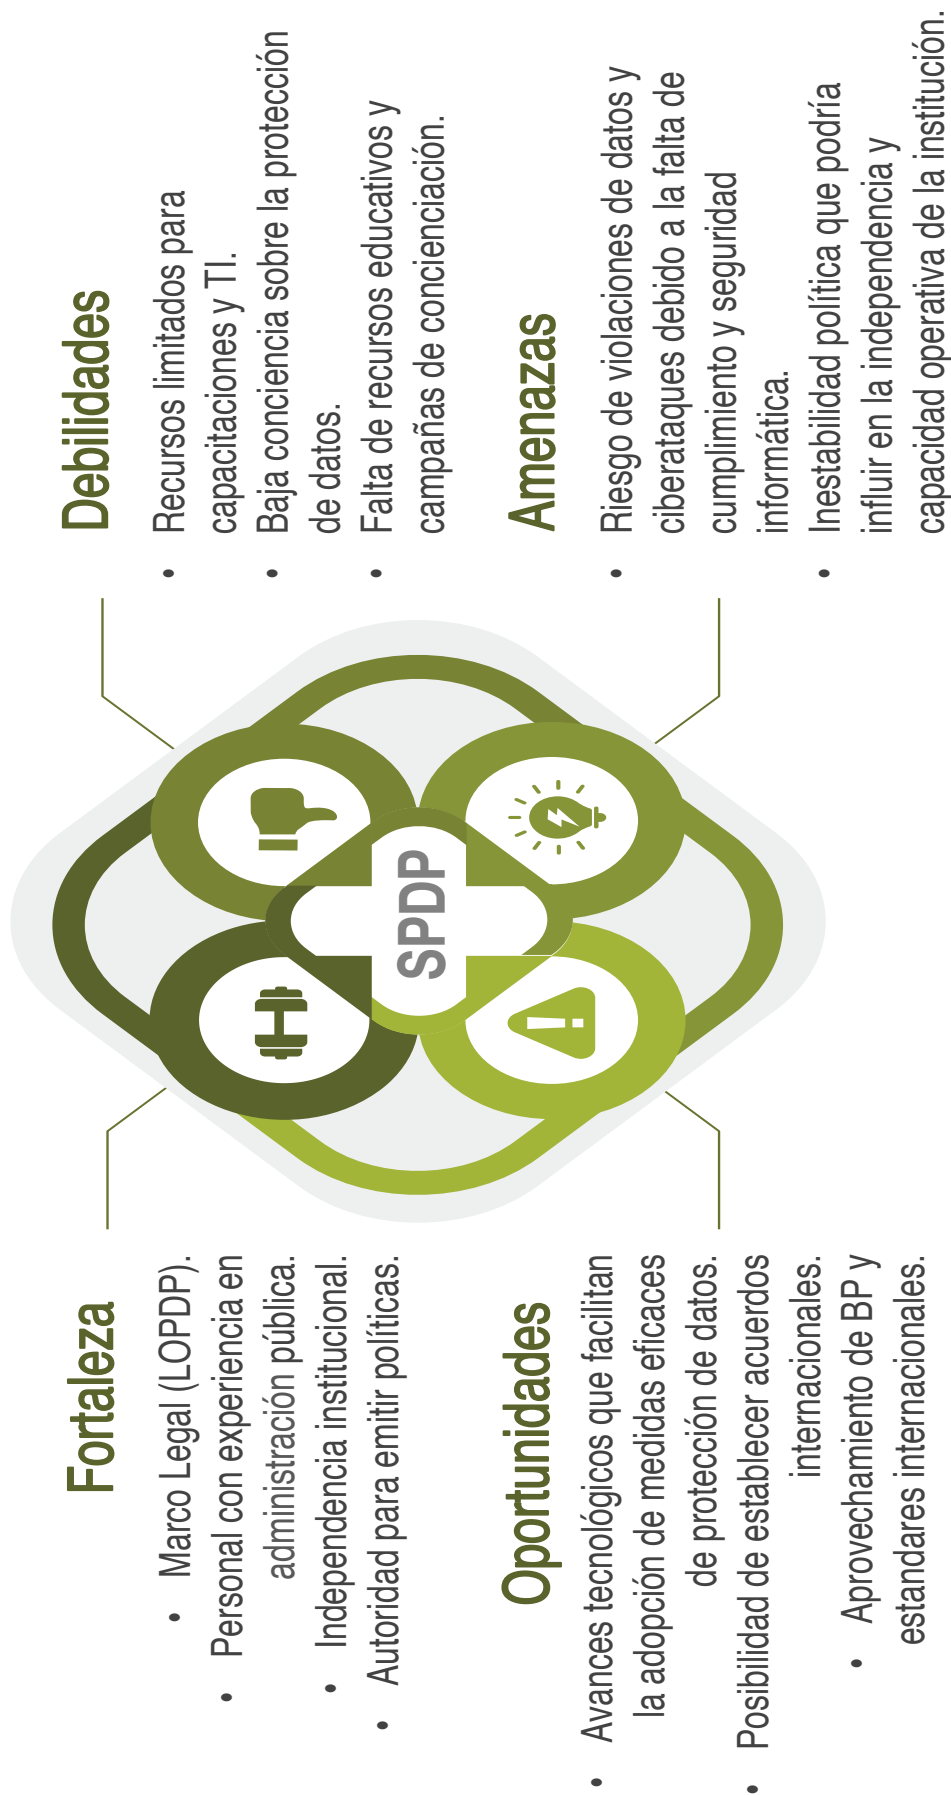 Fortaleza
• Marco Legal (LOPDP).
• Personal con experiencia en
administración pública.
• Independencia institucional.
• Autoridad para emitir políticas.
Debilidades
• Recursos limitados para
capacitaciones y TI.
• Baja conciencia sobre la protección
de datos.
• Falta de recursos educativos y
campañas de concienciación.
SPDP
Oportunidades
• Avances tecnológicos que facilitan
la adopción de medidas eficaces
de protección de datos.
• Posibilidad de establecer acuerdos
internacionales.
• Aprovechamiento de BP y
estándares internacionales.
Amenazas
• Riesgo de violaciones de datos y
ciberataques debido a la falta de
cumplimiento y seguridad
informática.
• Inestabilidad política que podría
influir en la independencia y
capacidad operativa de la institución.